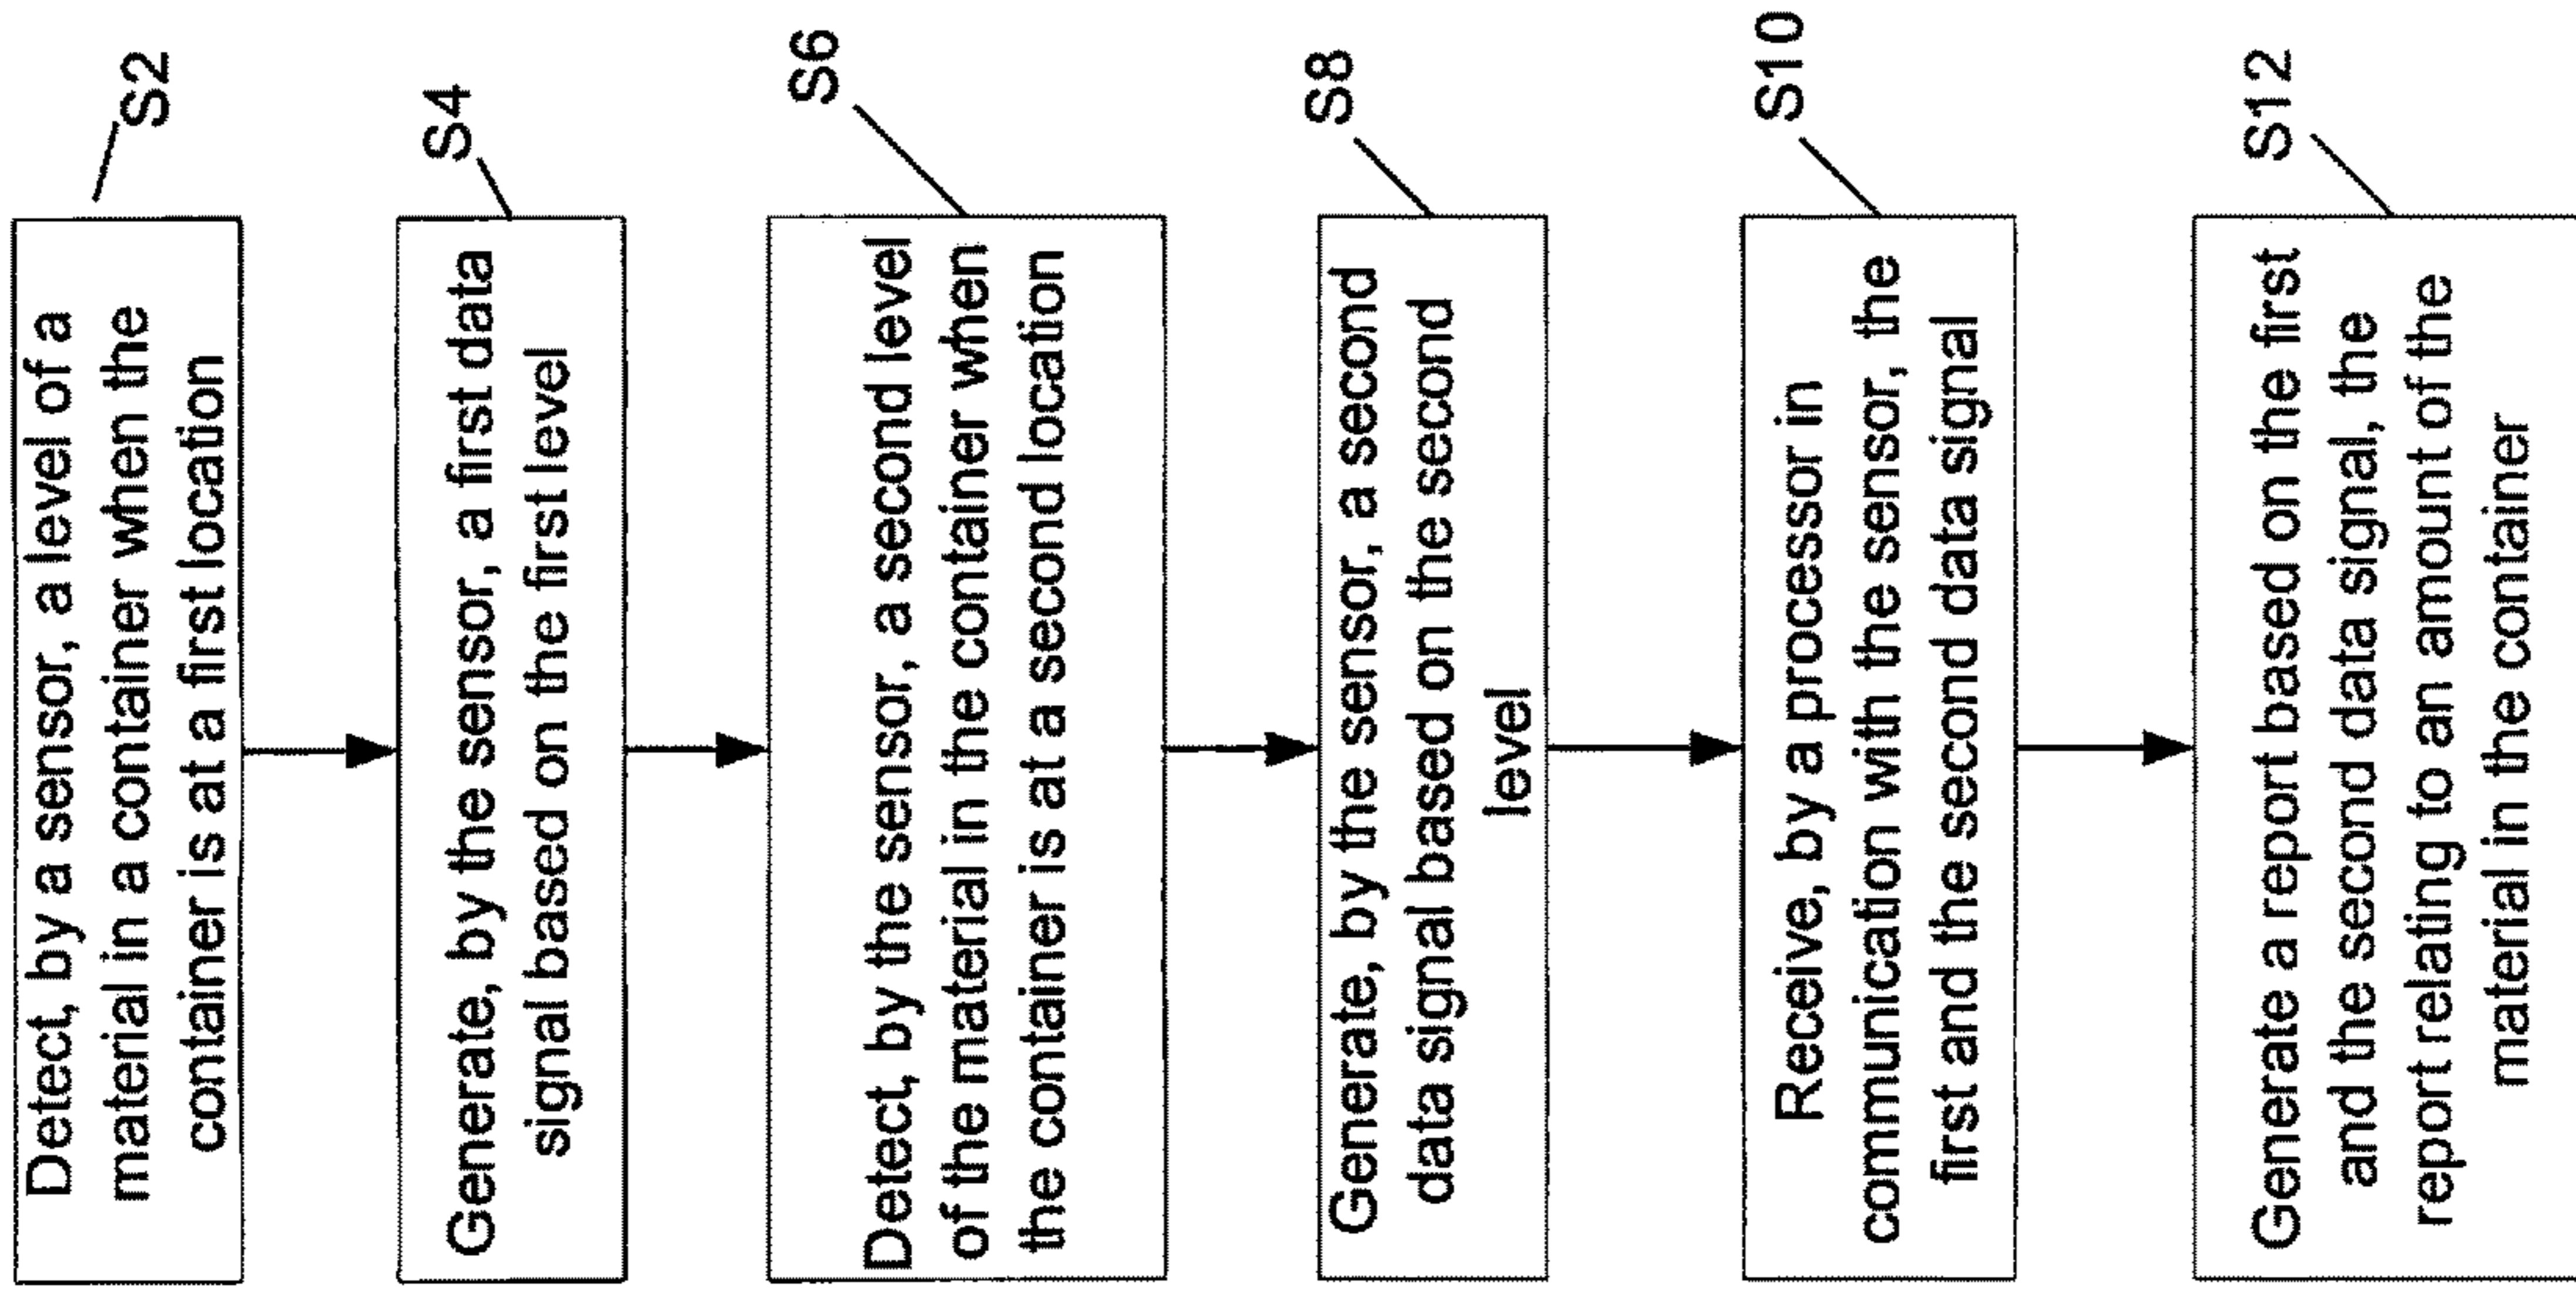 Detect, by a sensor, a level of a
material in a container when the
container is at a first location
S2
Generate, by the sensor, a first data
signal based on the first level
S4
Detect, by the sensor, a second level
of the material in the container when
the container is at a second location
S6
Generate, by the sensor, a second
data signal based on the second
level
S8
Receive, by a processor in
communication with the sensor, the
first and the second data signal
S10
Generate a report based on the first
and the second data signal, the
report relating to an amount of the
material in the container
S12